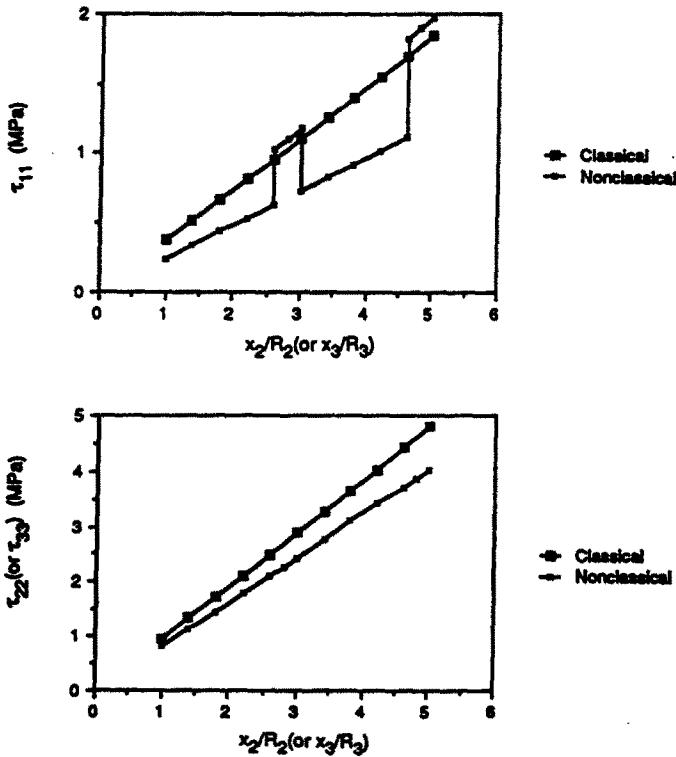 2
τ11 (MPa)
1
0
0 1 2 3 4 5 6
x2/R2(or x3/R3)
Classical
Nonclassical
5
4
τ22(or τ33) (MPa)
3
2
1
0
0 1 2 3 4 5 6
x2/R2(or x3/R3)
Classical
Nonclassical